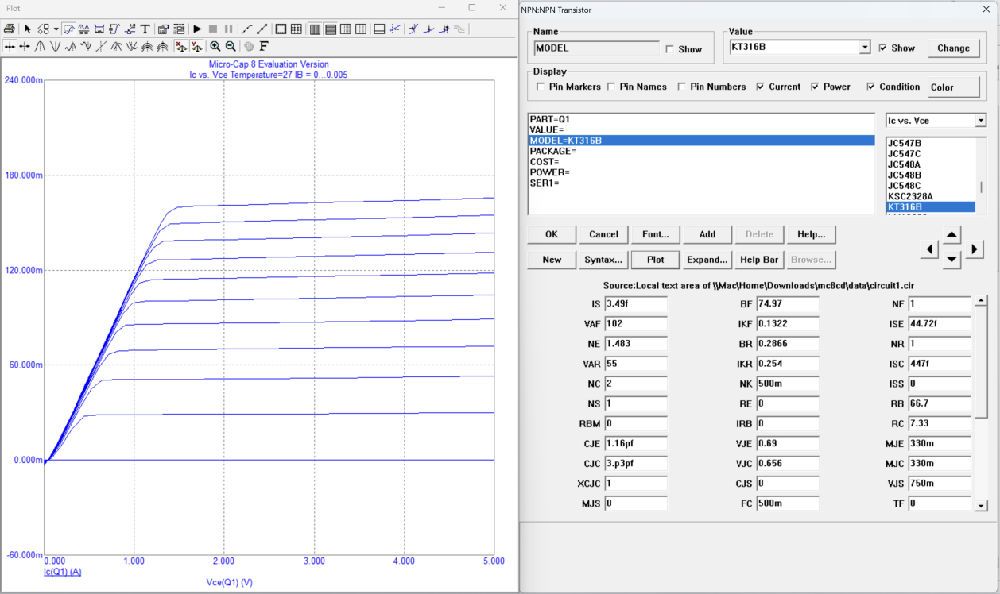 Plot
Micro-Cap 8 Evaluation Version
Ic vs. Vce Temperature=27 IB = 0...0.005
240.000m
180.000m
120.000m
60.000m
0.000m
-60.000m
0.000 1.000 2.000 3.000 4.000 5.000
Ic(Q1) (A)
Vce(Q1) (V)
NPN:NPN Transistor
Name
MODEL
Show
Value
KT316B
Show
Change
Display
Pin Markers Pin Names Pin Numbers Current Power Condition Color
PART=Q1
VALUE=
MODEL=KT316B
PACKAGE=
COST=
POWER=
SER1=
Ic vs. Vce
JC547B
JC547C
JC548A
JC548B
JC548C
KSC2328A
KT316B
OK Cancel Font... Add Delete Help...
New Syntax... Plot Expand... Help Bar Browse...
Source:Local text area of \\Mac\Home\Downloads\mc8cd\data\circuit1.cir
IS 3.49f BF 74.97 NF 1
VAF 102 IKF 0.1322 ISE 44.72f
NE 1.483 BR 0.2866 NR 1
VAR 55 IKR 0.254 ISC 447f
NC 2 NK 500m ISS 0
NS 1 RE 0 RB 66.7
RBM 0 IRB 0 RC 7.33
CJE 1.16pf VJE 0.69 MJE 330m
CJC 3.p3pf VJC 0.656 MJC 330m
XCJC 1 CJS 0 VJS 750m
MJS 0 FC 500m TF 0